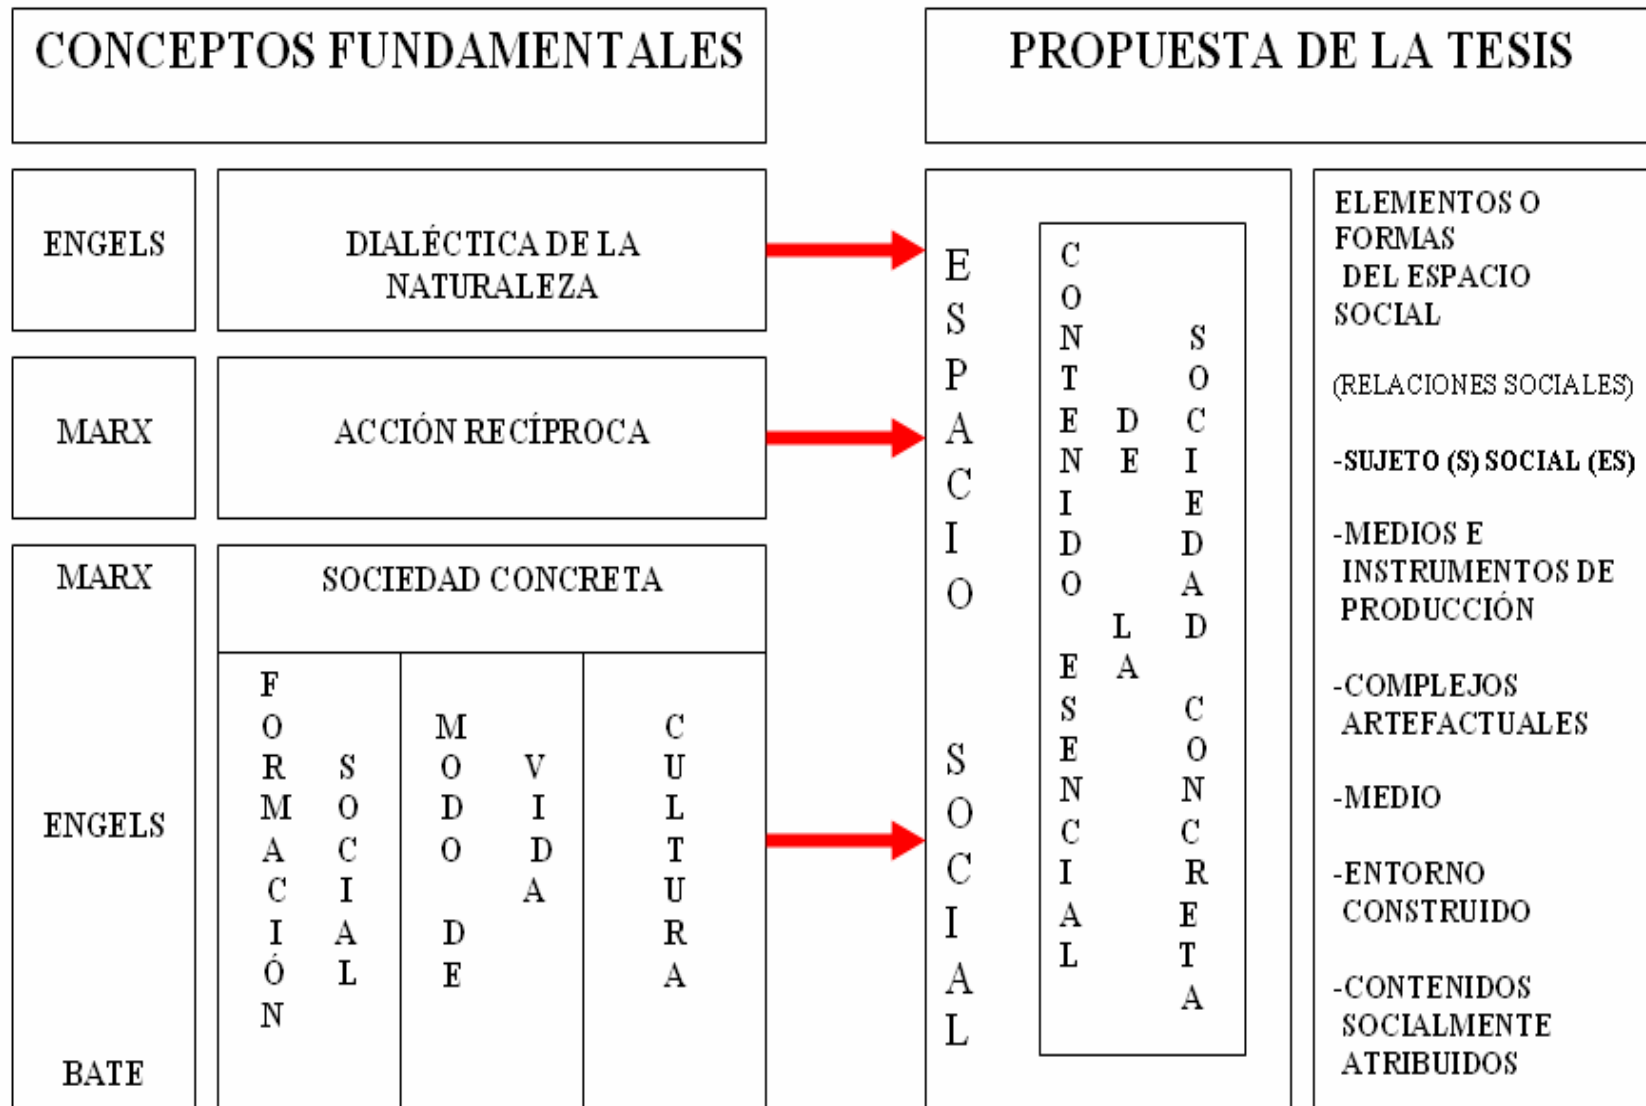 CONCEPTOS FUNDAMENTALES
PROPUESTA DE LA TESIS
ENGELS
DIALÉCTICA DE LA
NATURALEZA
MARX
ACCIÓN RECÍPROCA
MARX
ENGELS
BATE
SOCIEDAD CONCRETA
FORMACIÓN
SOCIAL
MODO DE
VIDA
CULTURA
ESPACIO SOCIAL
CONTENIDO ESENCIAL
DE LA
SOCIEDAD CONCRETA
ELEMENTOS O
FORMAS
DEL ESPACIO
SOCIAL
(RELACIONES SOCIALES)
-SUJETO (S) SOCIAL (ES)
-MEDIOS E
INSTRUMENTOS DE
PRODUCCIÓN
-COMPLEJOS
ARTEFACTUALES
-MEDIO
-ENTORNO
CONSTRUIDO
-CONTENIDOS
SOCIALMENTE
ATRIBUIDOS